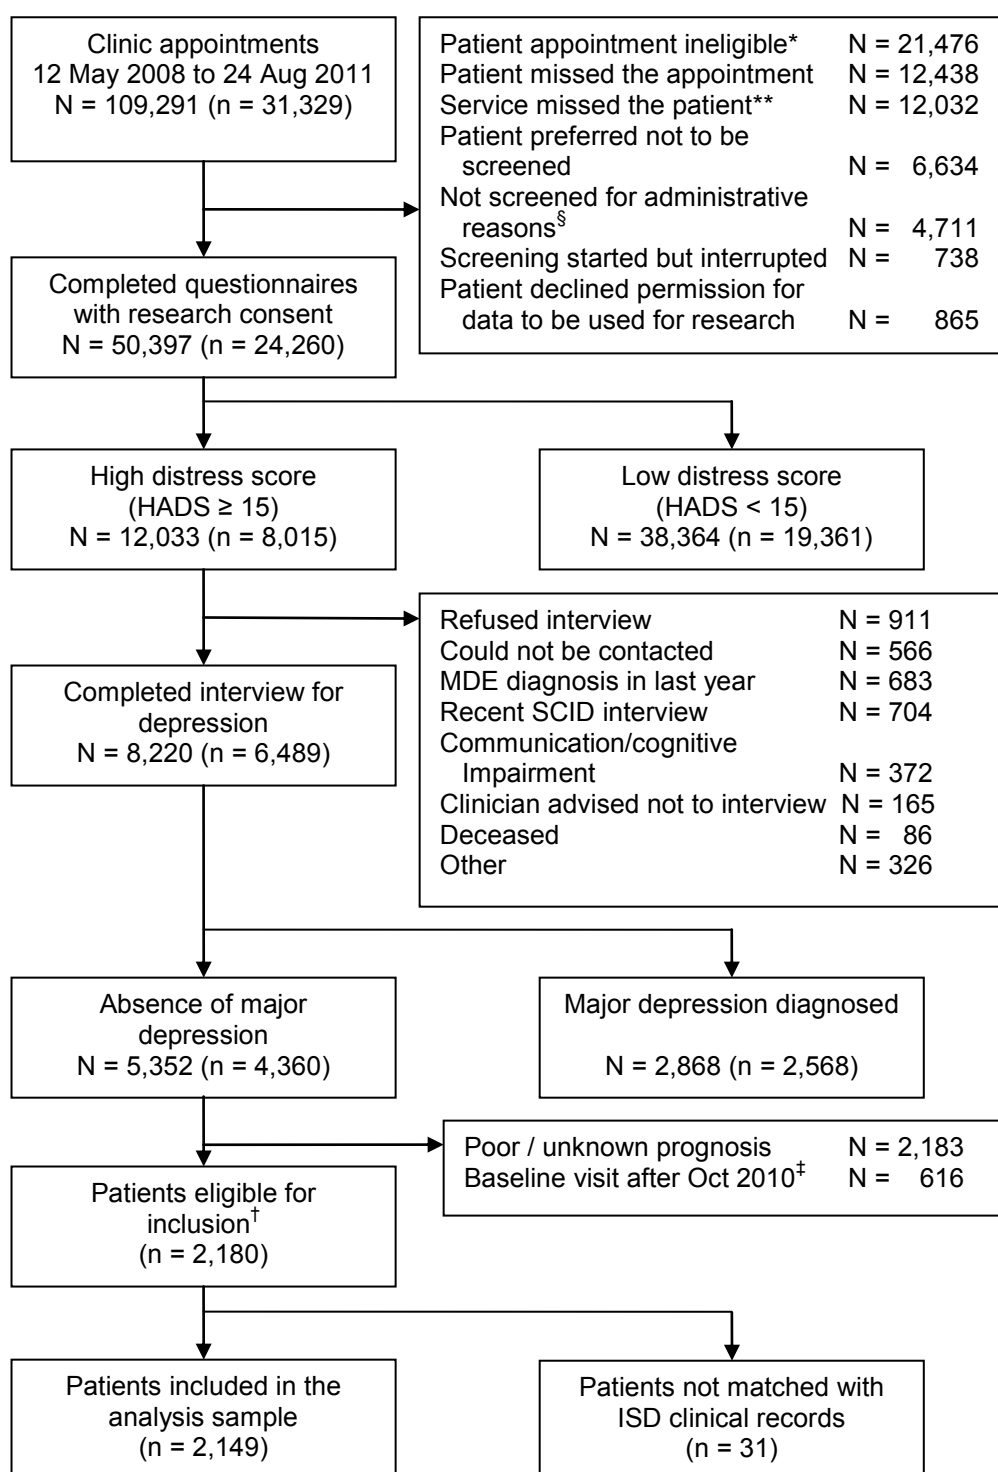 Clinic appointments
12 May 2008 to 24 Aug 2011
N = 109,291 (n = 31,329)
Patient appointment ineligible* N = 21,476
Patient missed the appointment N = 12,438
Service missed the patient** N = 12,032
Patient preferred not to be
screened N = 6,634
Not screened for administrative
reasons§ N = 4,711
Screening started but interrupted N = 738
Patient declined permission for
data to be used for research N = 865
Completed questionnaires
with research consent
N = 50,397 (n = 24,260)
High distress score
(HADS ≥ 15)
N = 12,033 (n = 8,015)
Low distress score
(HADS < 15)
N = 38,364 (n = 19,361)
Refused interview N = 911
Could not be contacted N = 566
MDE diagnosis in last year N = 683
Recent SCID interview N = 704
Communication/cognitive
Impairment N = 372
Clinician advised not to interview N = 165
Deceased N = 86
Other N = 326
Completed interview for
depression
N = 8,220 (n = 6,489)
Absence of major
depression
N = 5,352 (n = 4,360)
Major depression diagnosed
N = 2,868 (n = 2,568)
Poor / unknown prognosis N = 2,183
Baseline visit after Oct 2010‡ N = 616
Patients eligible for
inclusion†
(n = 2,180)
Patients included in the
analysis sample
(n = 2,149)
Patients not matched with
ISD clinical records
(n = 31)